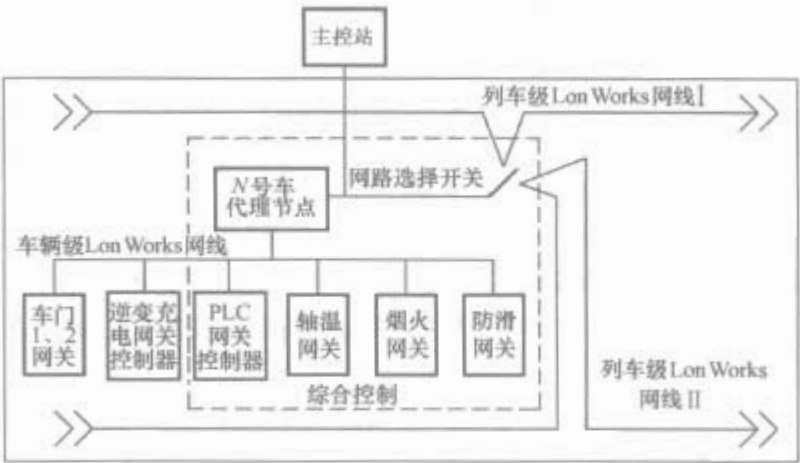 主控站
列车级Lon Works网线Ⅰ
N号车
代理节点
网路选择开关
车辆级Lon Works网线
车门
1、2
网关
逆变充
电网关
控制器
PLC
网关
控制器
轴温
网关
烟火
网关
防滑
网关
综合控制
列车级Lon Works
网线Ⅱ